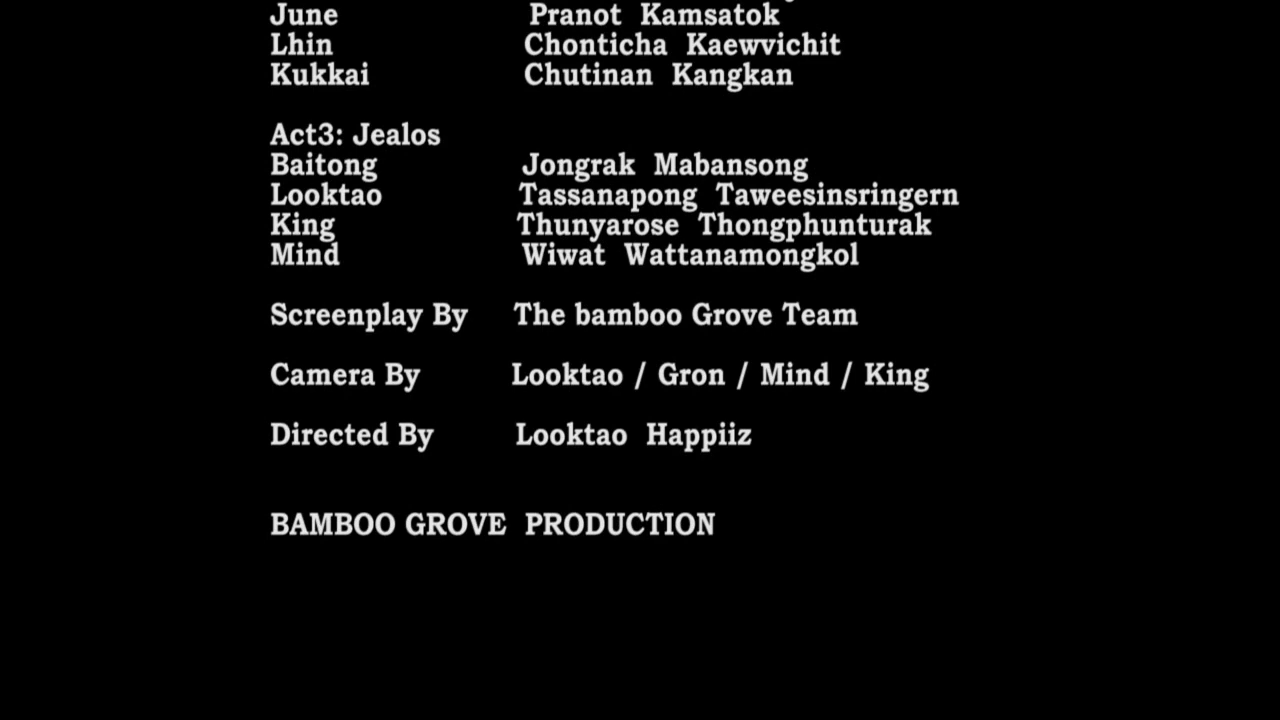 June Pranot Kamsatok
Lhin Chonticha Kaewvichit
Kukkai Chutinan Kangkan
Act3: Jealos
Baitong Jongrak Mabansong
Looktao Tassanapong Taweesinsringern
King Thunyarose Thongphunturak
Mind Wiwat Wattanamongkol
Screenplay By The bamboo Grove Team
Camera By Looktao / Gron / Mind / King
Directed By Looktao Happiiz
BAMBOO GROVE PRODUCTION